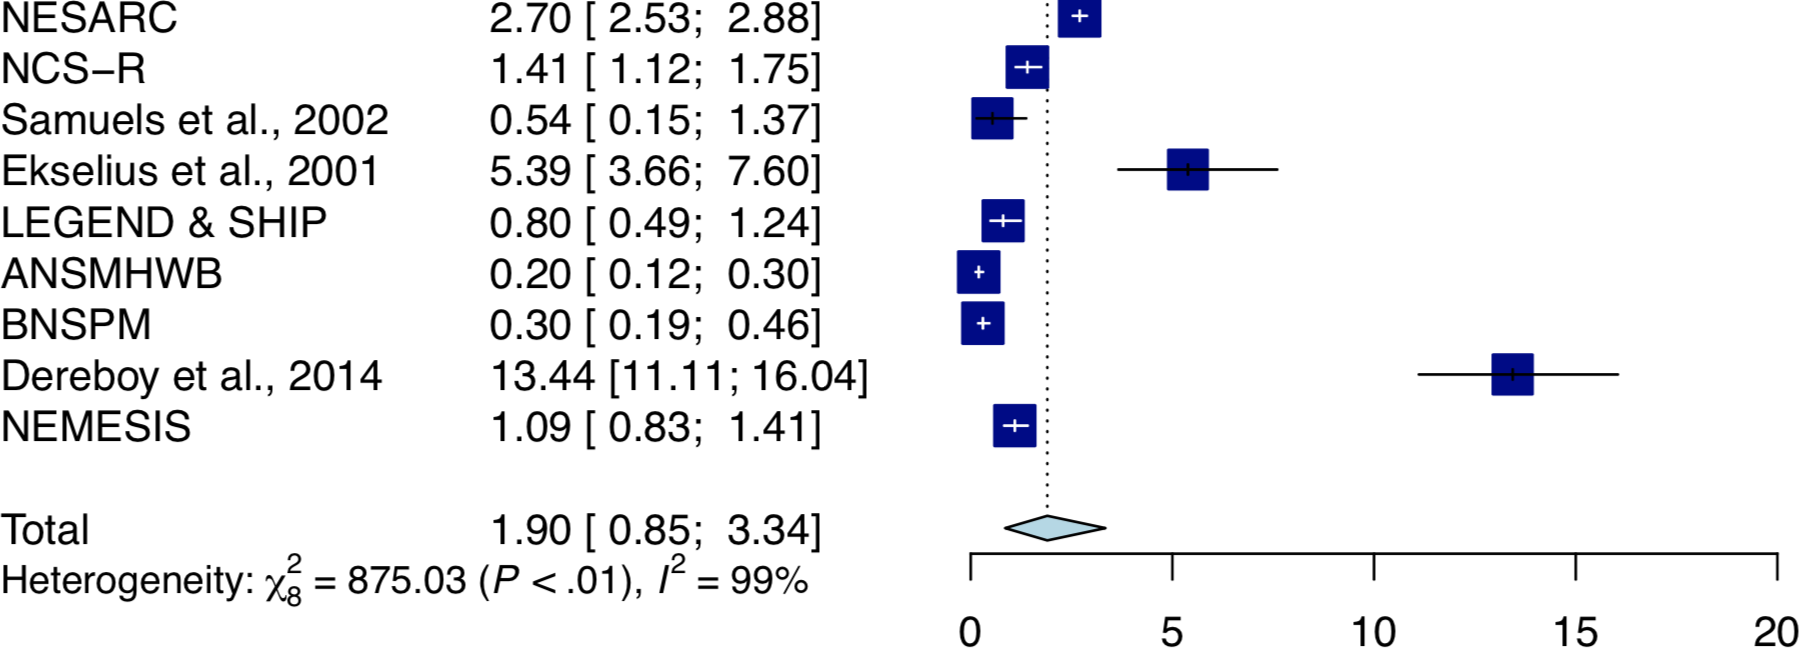 NESARC 2.70 [ 2.53; 2.88]
NCS−R 1.41 [ 1.12; 1.75]
Samuels et al., 2002 0.54 [ 0.15; 1.37]
Ekselius et al., 2001 5.39 [ 3.66; 7.60]
LEGEND & SHIP 0.80 [ 0.49; 1.24]
ANSMHWB 0.20 [ 0.12; 0.30]
BNSPM 0.30 [ 0.19; 0.46]
Dereboy et al., 2014 13.44 [11.11; 16.04]
NEMESIS 1.09 [ 0.83; 1.41]
Total 1.90 [ 0.85; 3.34]
Heterogeneity: χ²₈ = 875.03 (P < .01), I² = 99%
0 5 10 15 20